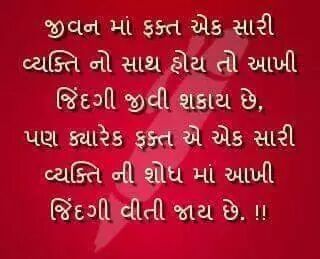 જીવન માં ફક્ત એક સારી
વ્યક્તિ નો સાથ હોય તો આખી
જિંદગી જીવી શકાય છે,
પણ ક્યારેક ફક્ત એ એક સારી
વ્યક્તિ ની શોધ માં આખી
જિંદગી વીતી જાય છે. !!